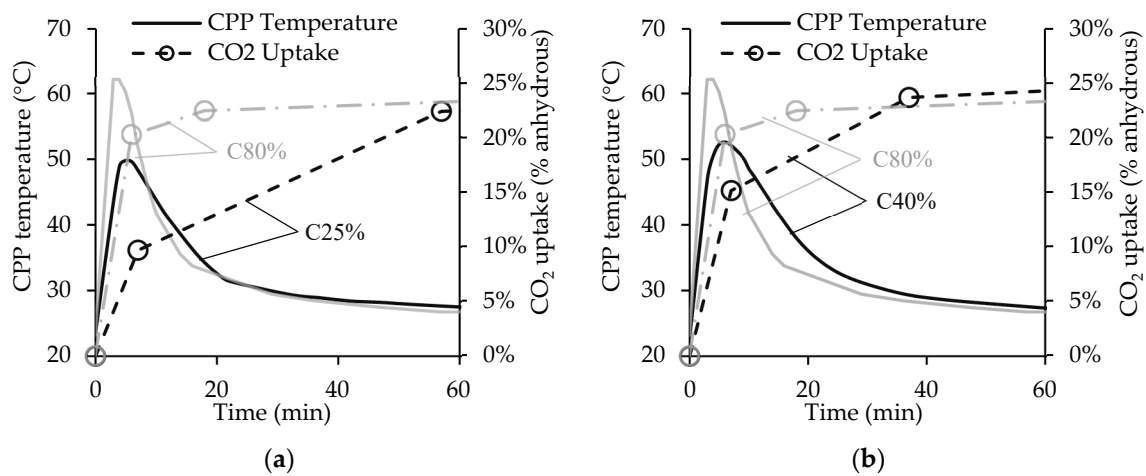 CPP Temperature
CO2 Uptake
70
60
50
40
30
20
CPP temperature (°C)
30%
25%
20%
15%
10%
5%
0%
CO₂ uptake (% anhydrous)
C80%
C25%
0
20
40
60
Time (min)
(a)
CPP Temperature
CO2 Uptake
70
60
50
40
30
20
CPP temperature (°C)
30%
25%
20%
15%
10%
5%
0%
CO₂ uptake (% anhydrous)
C80%
C40%
0
20
40
60
Time (min)
(b)